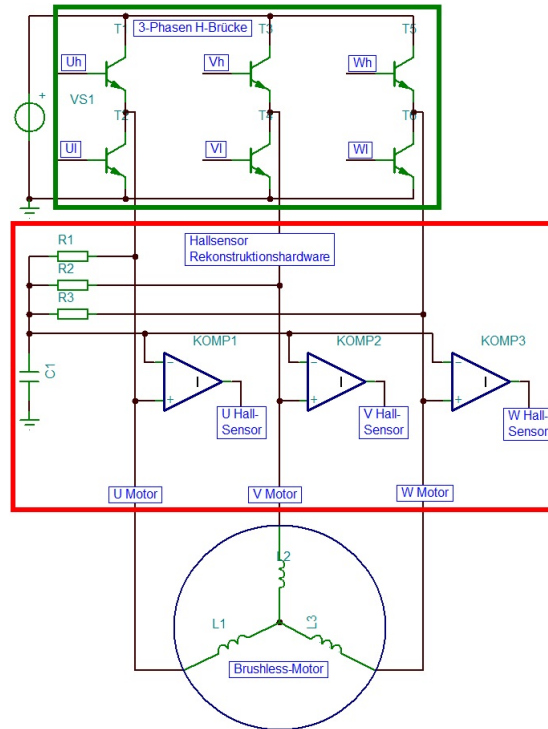 T1
3-Phasen H-Brücke
T3
T5
Uh
Vh
Wh
+
VS1
T2
T4
T6
Ul
Vl
Wl
R1
Hallsensor
Rekonstruktionshardware
R2
R3
KOMP1
KOMP2
KOMP3
C1
I
I
I
U Hall-
Sensor
V Hall-
Sensor
W Hall-
Sensor
U Motor
V Motor
W Motor
L2
L1
L3
Brushless-Motor